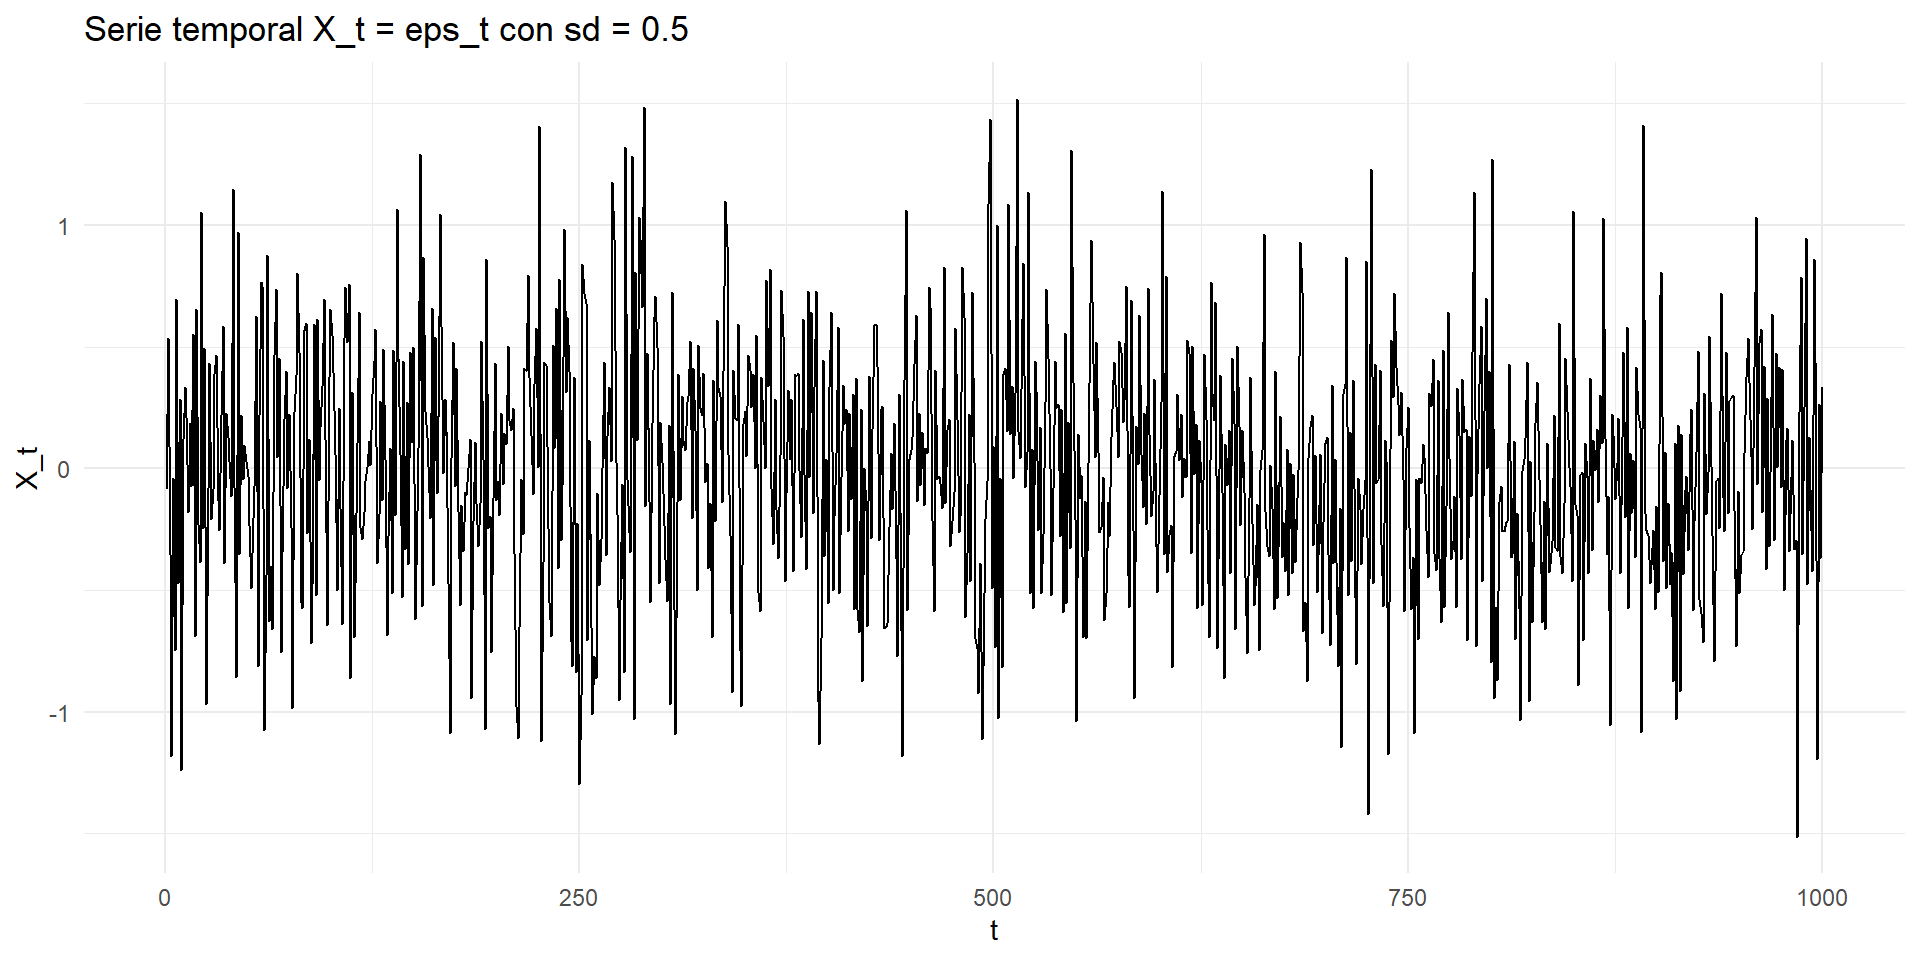 Serie temporal X_t = eps_t con sd = 0.5
X_t
1
0
-1
0 250 500 750 1000
t